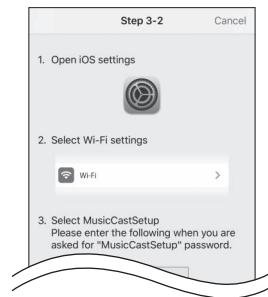 Step 3-2 Cancel
1. Open iOS settings
2. Select Wi-Fi settings
Wi-Fi
3. Select MusicCastSetup
Please enter the following when you are
asked for "MusicCastSetup" password.